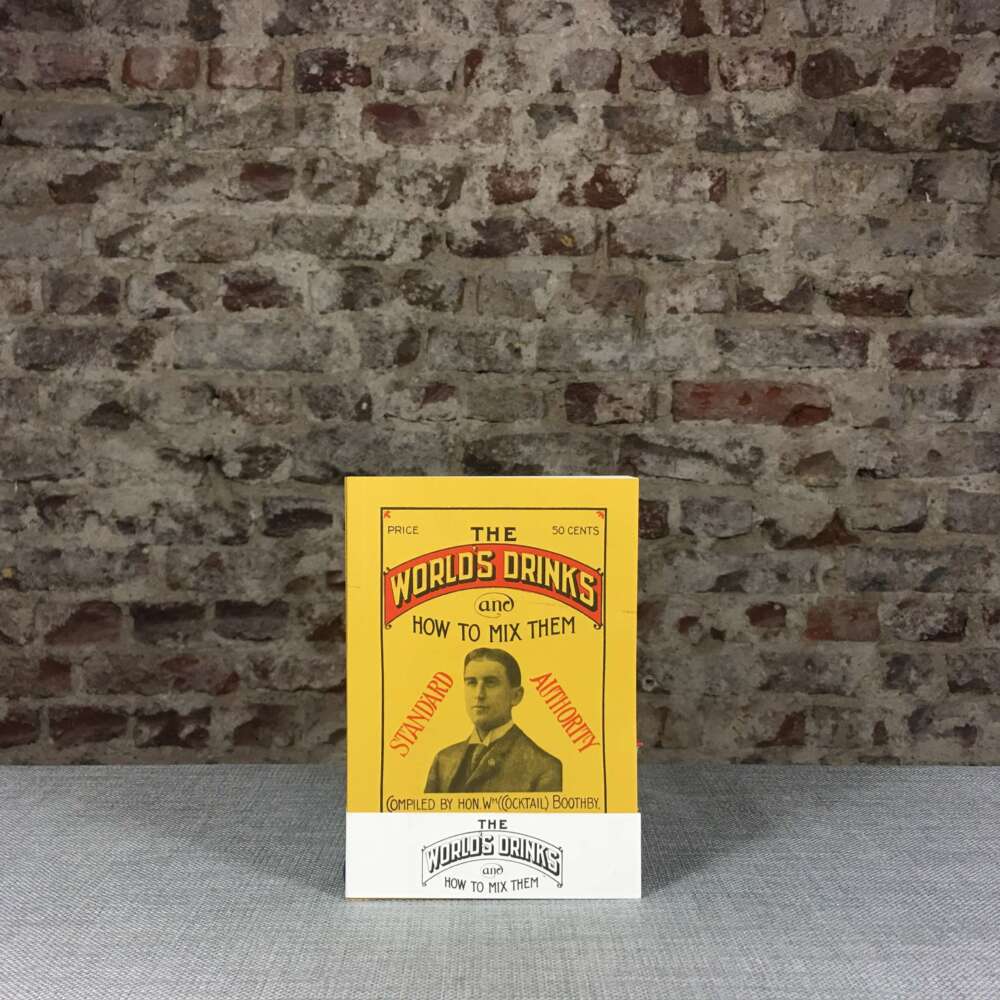 PRICE 50 CENTS
THE
WORLD'S DRINKS
and
HOW TO MIX THEM
STANDARD AUTHORITY
COMPILED BY HON. Wᴹ (COCKTAIL) BOOTHBY.
THE
WORLD'S DRINKS
and
HOW TO MIX THEM